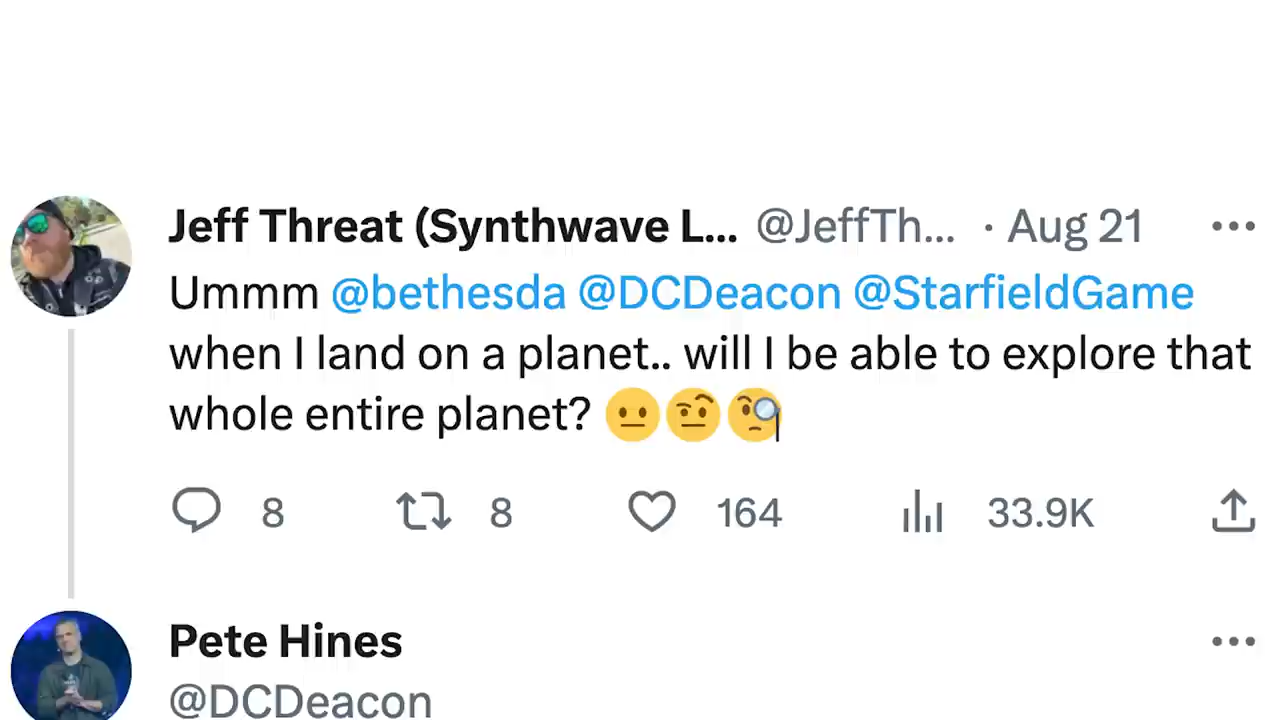 Jeff Threat (Synthwave L... @JeffTh... · Aug 21
Ummm @bethesda @DCDeacon @StarfieldGame
when I land on a planet.. will I be able to explore that
whole entire planet? 😐🤨🧐
8 8 164 33.9K
Pete Hines
@DCDeacon